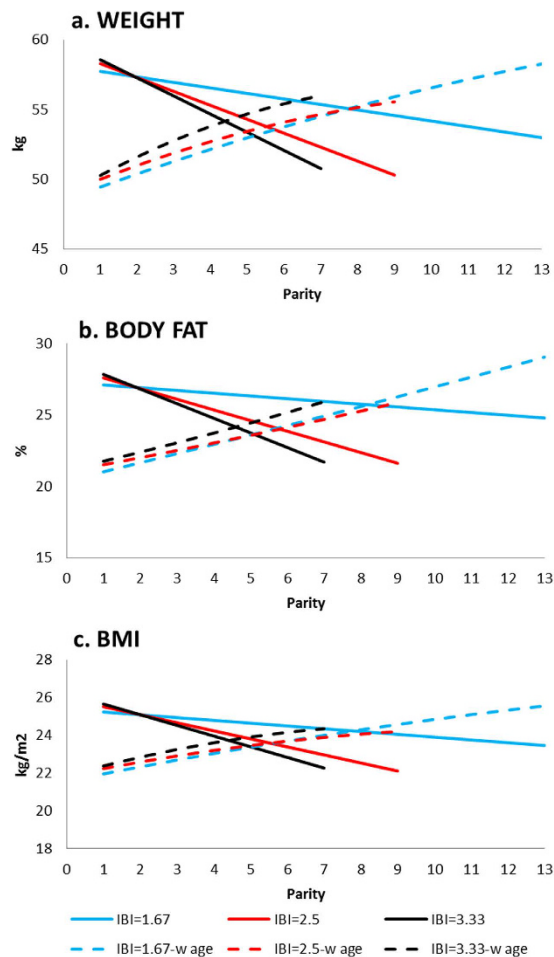 a. WEIGHT
60
55
50
45
kg
0 1 2 3 4 5 6 7 8 9 10 11 12 13
Parity
b. BODY FAT
30
25
20
15
%
0 1 2 3 4 5 6 7 8 9 10 11 12 13
Parity
c. BMI
28
26
24
22
20
18
kg/m2
0 1 2 3 4 5 6 7 8 9 10 11 12 13
Parity
IBI=1.67 IBI=2.5 IBI=3.33
IBI=1.67-w age IBI=2.5-w age IBI=3.33-w age